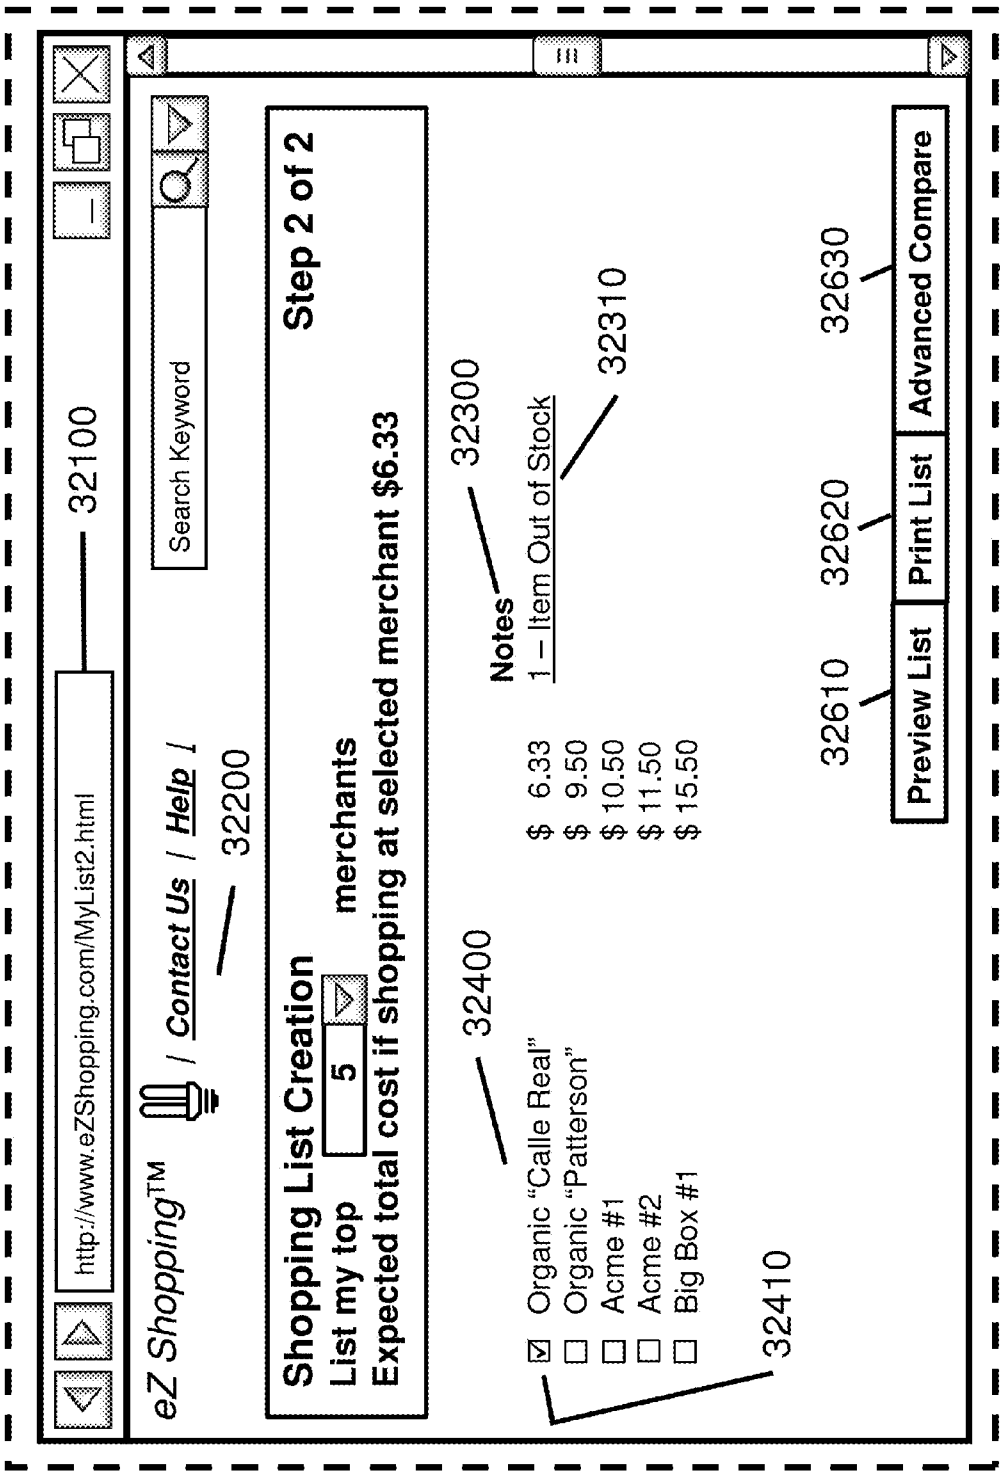 http://www.eZShopping.com/MyList2.html 32100
eZ Shopping™ | Contact Us | Help | Search Keyword
32200
Shopping List Creation Step 2 of 2
List my top 5 merchants
Expected total cost if shopping at selected merchant $6.33
32400 32300
Notes
Organic “Calle Real” $ 6.33 1 – Item Out of Stock
Organic “Patterson” $ 9.50
Acme #1 $ 10.50 32310
Acme #2 $ 11.50
Big Box #1 $ 15.50
32410
32610 32620 32630
Preview List Print List Advanced Compare